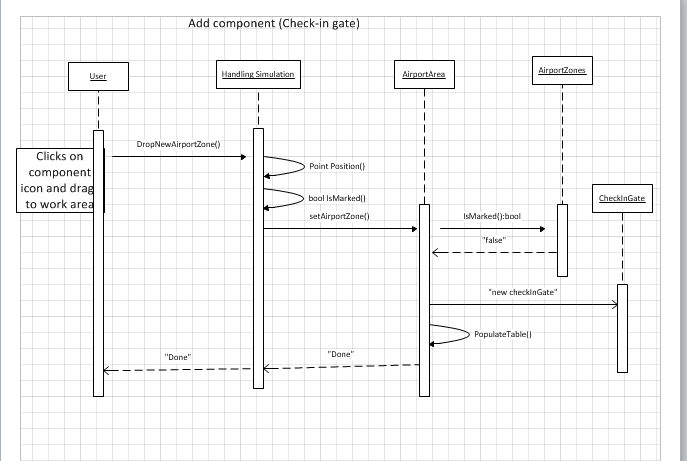 Add component (Check-in gate)
User
Handling Simulation
AirportArea
AirportZones
DropNewAirportZone()
Clicks on
component
icon and drag
to work area
Point Position()
bool IsMarked()
CheckInGate
setAirportZone()
IsMarked():bool
"false"
"new checkInGate"
PopulateTable()
"Done"
"Done"